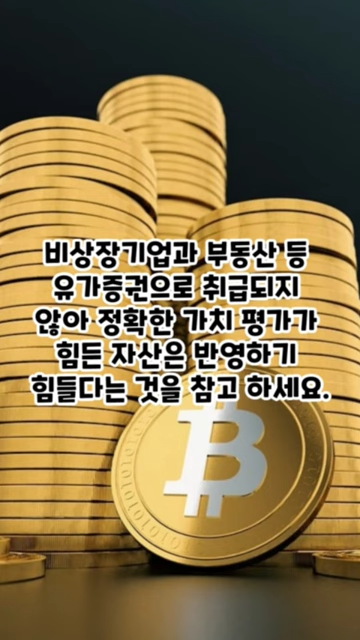 비상장기업과 부동산 등
유가증권으로 취급되지
않아 정확한 가치 평가가
힘든 자산은 반영하기
힘들다는 것을 참고 하세요.